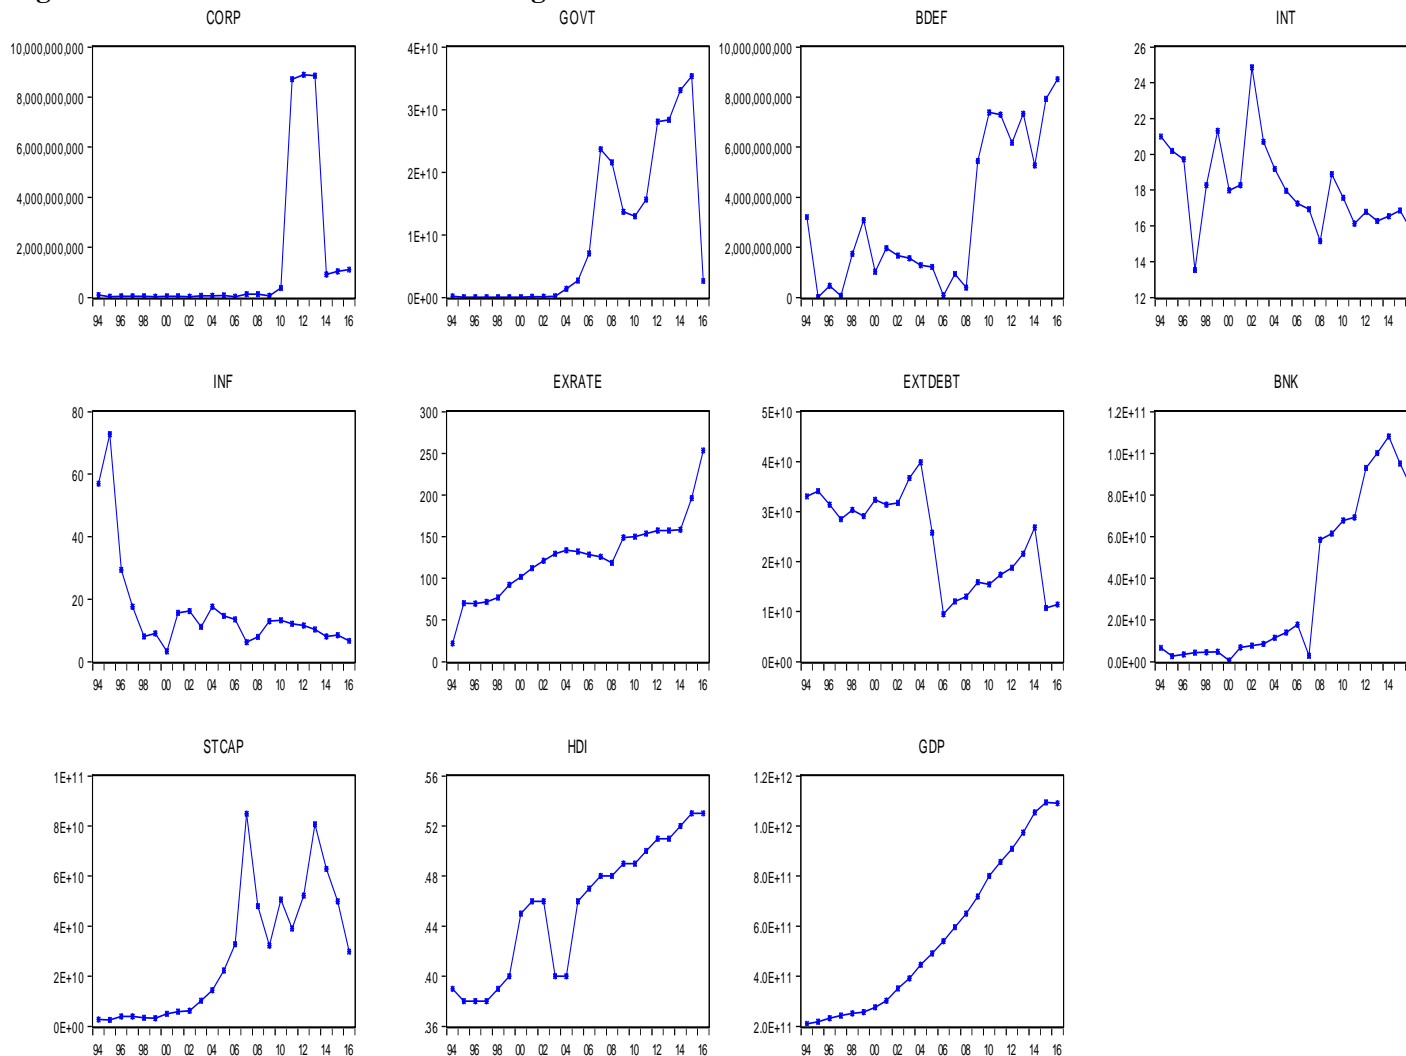 CORP
10,000,000,000
8,000,000,000
6,000,000,000
4,000,000,000
2,000,000,000
0
94 96 98 00 02 04 06 08 10 12 14 16
GOVT
4E+10
3E+10
2E+10
1E+10
0E+00
94 96 98 00 02 04 06 08 10 12 14 16
BDEF
10,000,000,000
8,000,000,000
6,000,000,000
4,000,000,000
2,000,000,000
0
94 96 98 00 02 04 06 08 10 12 14 16
INT
26
24
22
20
18
16
14
12
94 96 98 00 02 04 06 08 10 12 14
INF
80
60
40
20
0
94 96 98 00 02 04 06 08 10 12 14 16
EXRATE
300
250
200
150
100
50
0
94 96 98 00 02 04 06 08 10 12 14 16
EXTDEBT
5E+10
4E+10
3E+10
2E+10
1E+10
0E+00
94 96 98 00 02 04 06 08 10 12 14 16
BNK
1.2E+11
1.0E+11
8.0E+10
6.0E+10
4.0E+10
2.0E+10
0.0E+00
94 96 98 00 02 04 06 08 10 12 14
STCAP
1E+11
8E+10
6E+10
4E+10
2E+10
0E+00
94 96 98 00 02 04 06 08 10 12 14 16
HDI
.56
.52
.48
.44
.40
.36
94 96 98 00 02 04 06 08 10 12 14 16
GDP
1.2E+12
1.0E+12
8.0E+11
6.0E+11
4.0E+11
2.0E+11
94 96 98 00 02 04 06 08 10 12 14 16